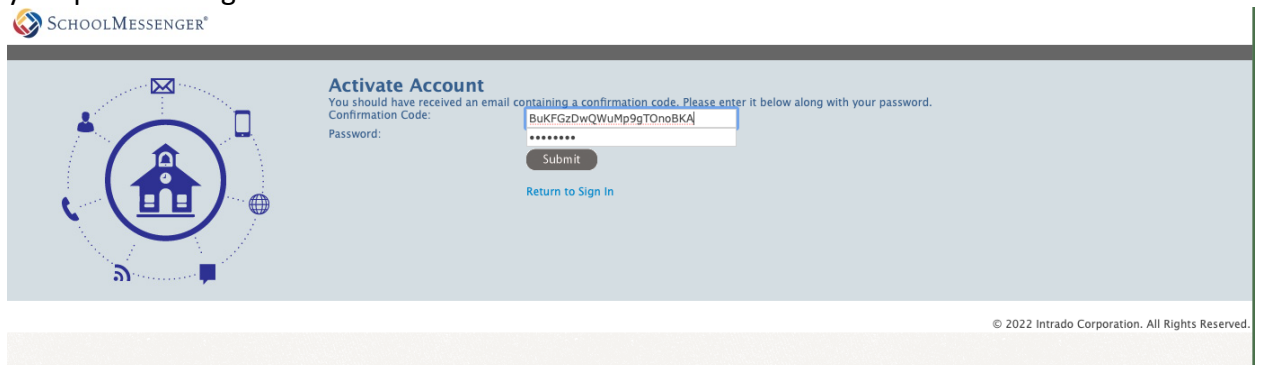 SCHOOLMESSENGER®
Activate Account
You should have received an email containing a confirmation code. Please enter it below along with your password.
Confirmation Code:
BuKFGzDwQWuMp9gTOnoBKA
Password:
••••••••
Submit
Return to Sign In
© 2022 Intrado Corporation. All Rights Reserved.